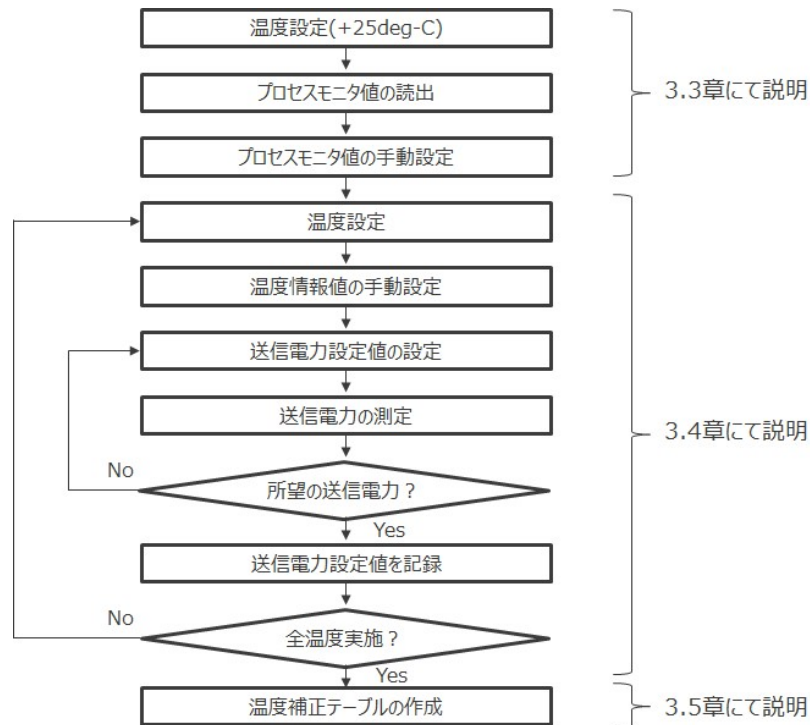 温度設定(+25deg-C)
プロセスモニタ値の読出
3.3章にて説明
プロセスモニタ値の手動設定
温度設定
温度情報値の手動設定
送信電力設定値の設定
送信電力の測定
3.4章にて説明
No
所望の送信電力？
Yes
送信電力設定値を記録
No
全温度実施？
Yes
温度補正テーブルの作成
3.5章にて説明